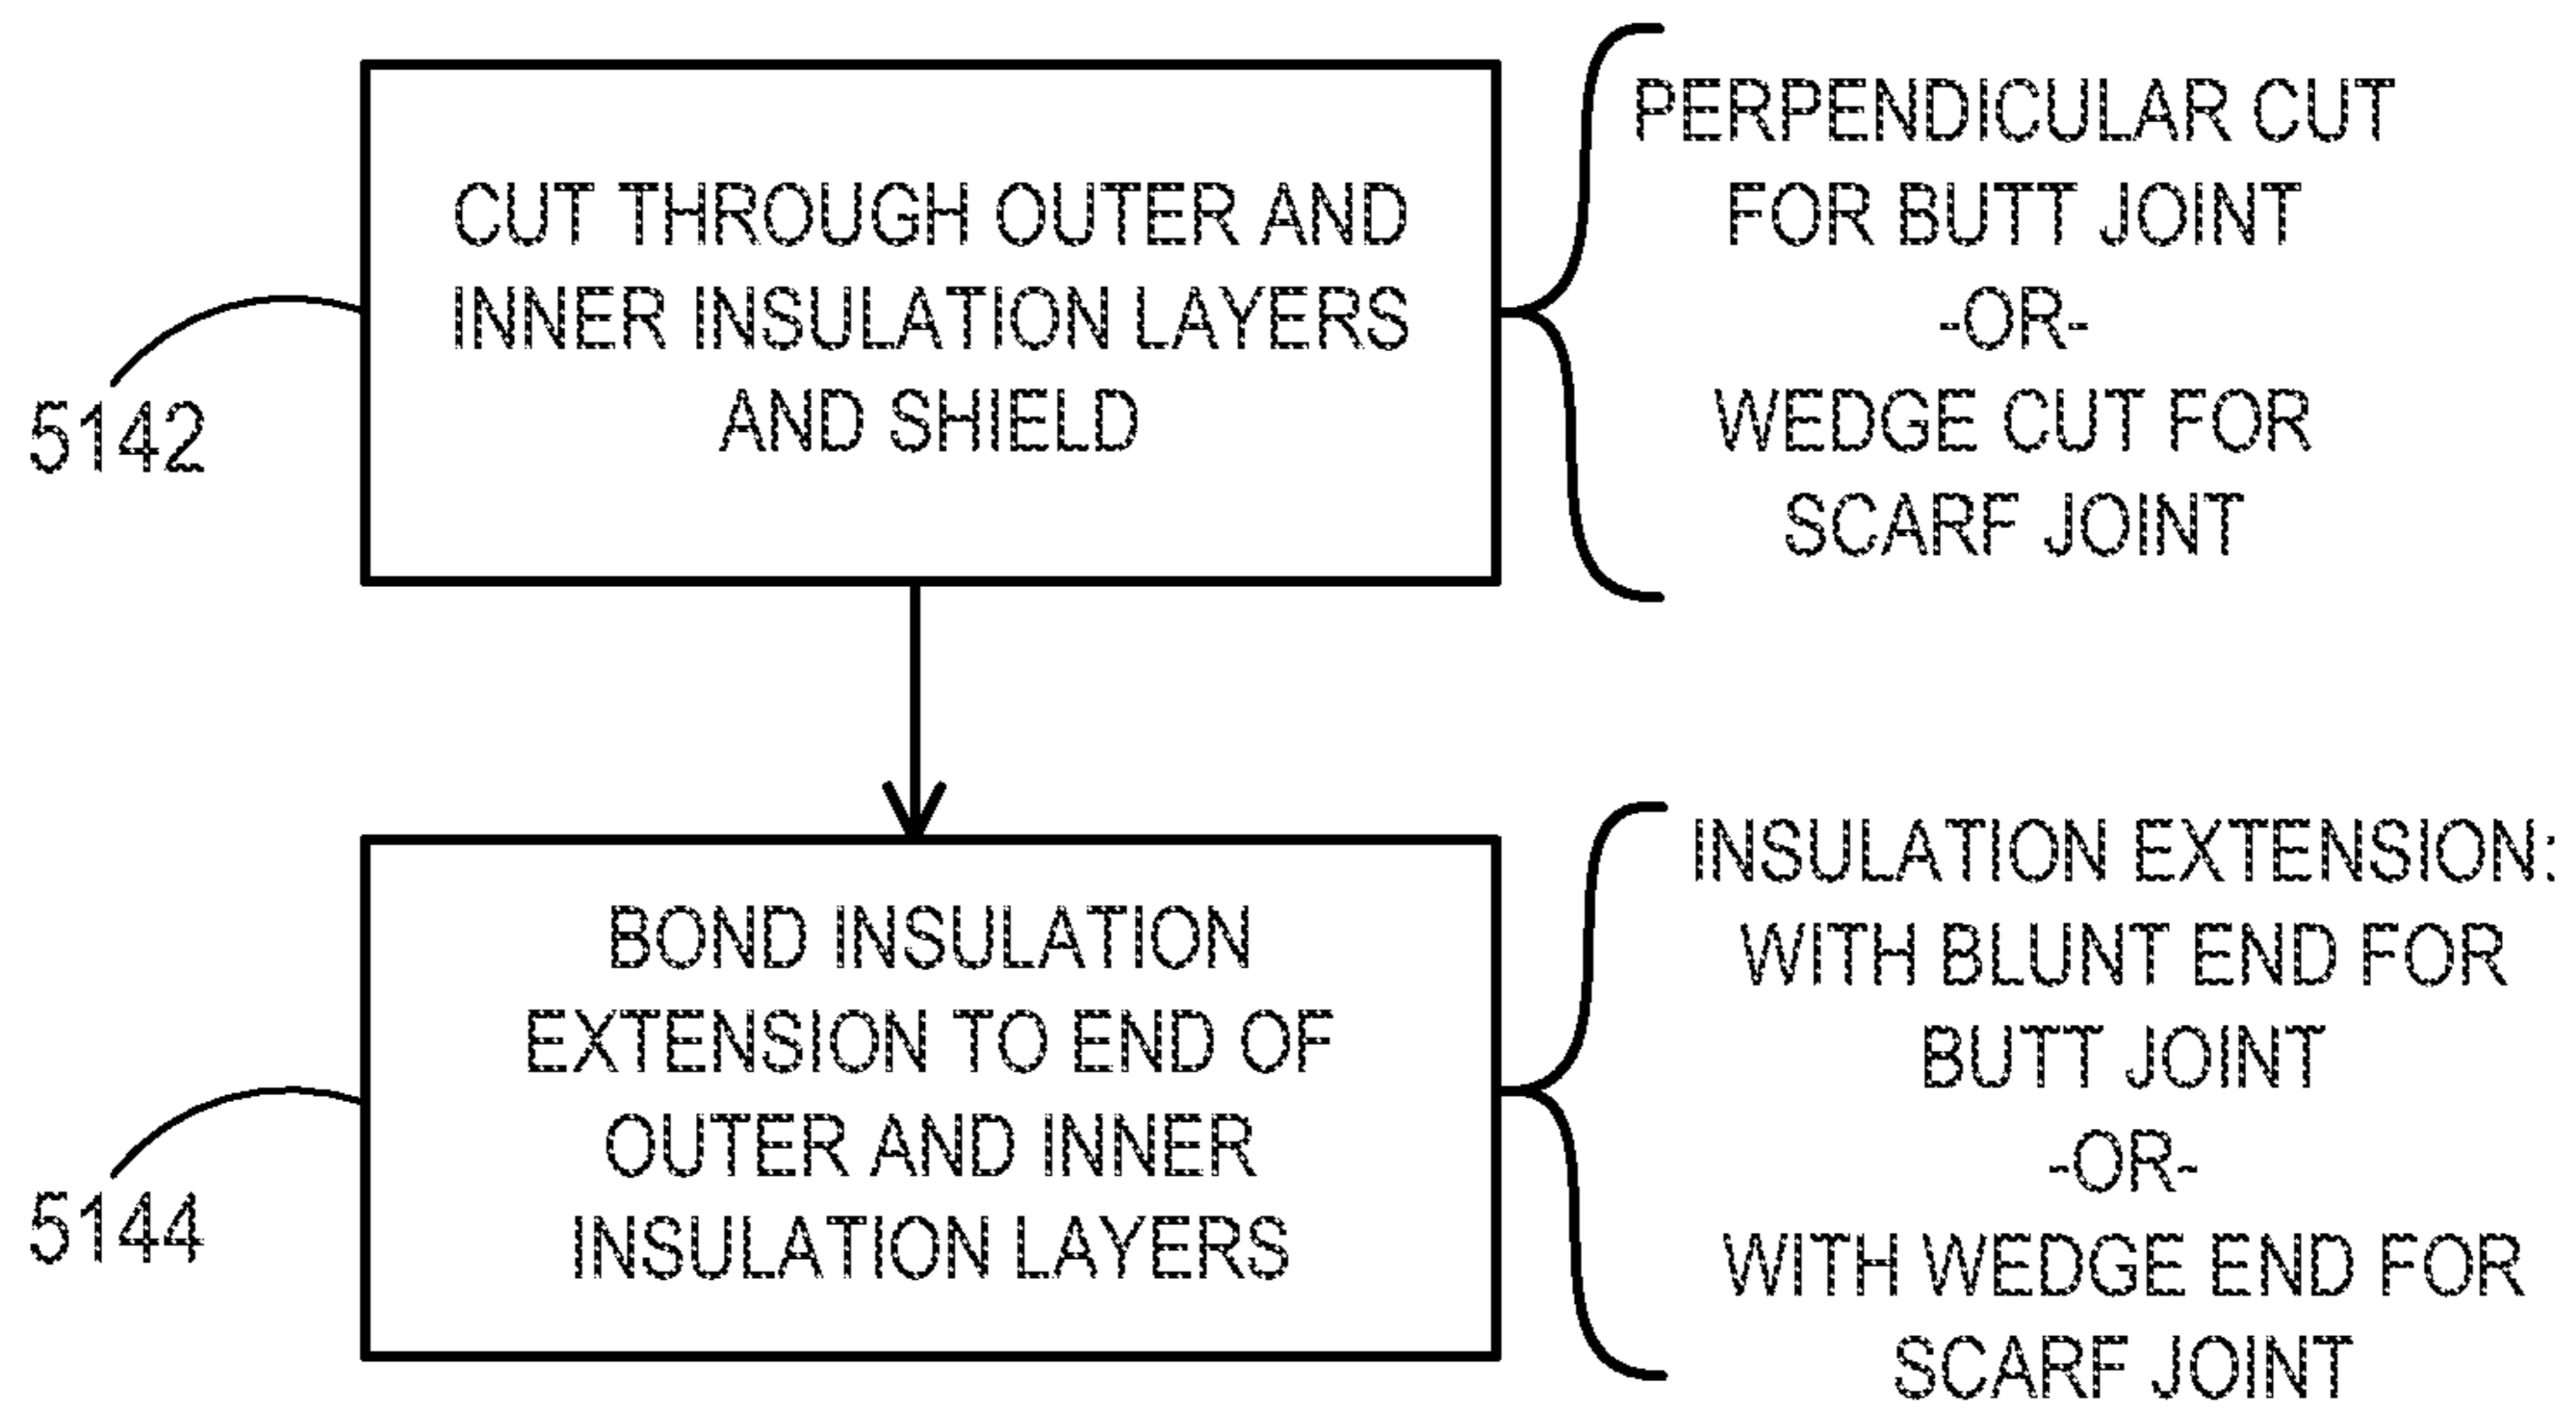 CUT THROUGH OUTER AND
INNER INSULATION LAYERS
AND SHIELD
5142
PERPENDICULAR CUT
FOR BUTT JOINT
-OR-
WEDGE CUT FOR
SCARF JOINT
BOND INSULATION
EXTENSION TO END OF
OUTER AND INNER
INSULATION LAYERS
5144
INSULATION EXTENSION:
WITH BLUNT END FOR
BUTT JOINT
-OR-
WITH WEDGE END FOR
SCARF JOINT